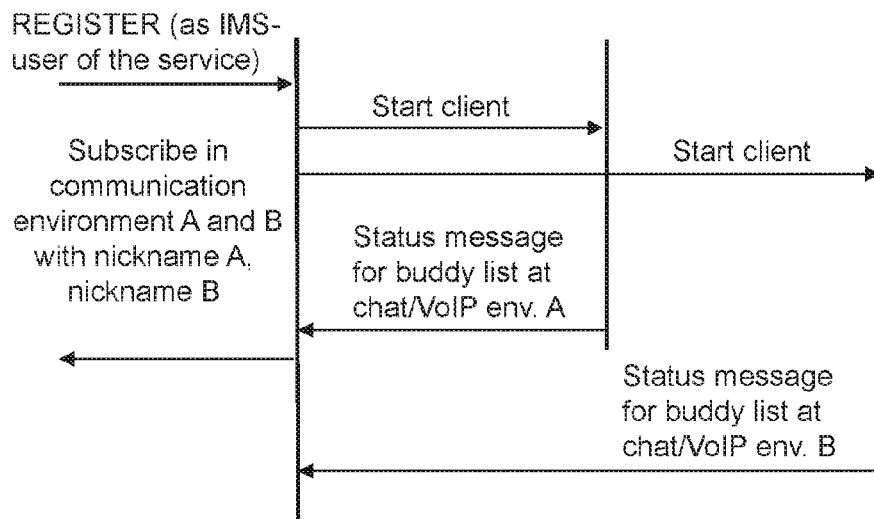 REGISTER (as IMS-
user of the service)
Start client
Start client
Subscribe in
communication
environment A and B
with nickname A,
nickname B
Status message
for buddy list at
chat/VoIP env. A
Status message
for buddy list at
chat/VoIP env. B